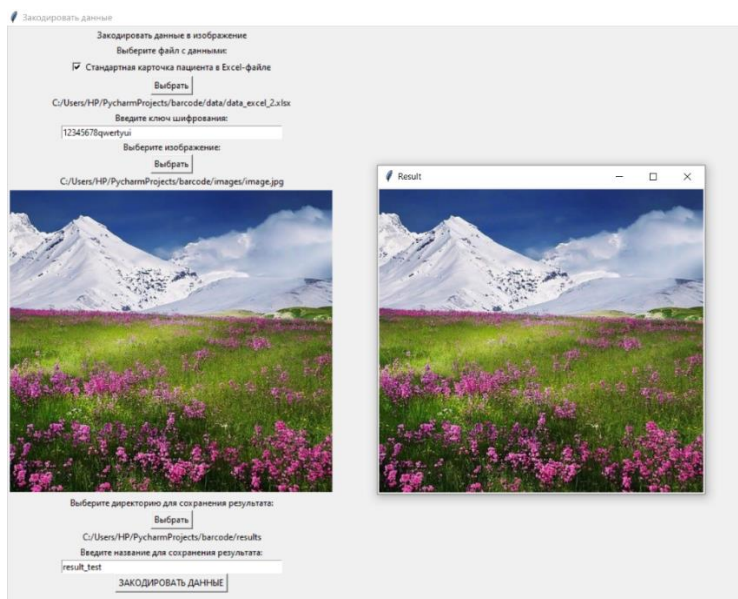 Закодировать данные
Закодировать данные в изображение
Выберите файл с данными:
Стандартная карточка пациента в Excel-файле
Выбрать
C:/Users/HP/PycharmProjects/barcode/data/data_excel_2.xlsx
Введите ключ шифрования:
12345678qwertyui
Выберите изображение:
Выбрать
C:/Users/HP/PycharmProjects/barcode/images/image.jpg
Result
Выберите директорию для сохранения результата:
Выбрать
C:/Users/HP/PycharmProjects/barcode/results
Введите название для сохранения результата:
result_test
ЗАКОДИРОВАТЬ ДАННЫЕ